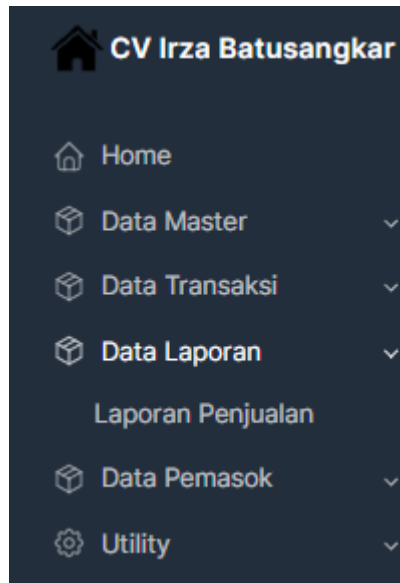 CV Irza Batusangkar
Home
Data Master
Data Transaksi
Data Laporan
Laporan Penjualan
Data Pemasok
Utility